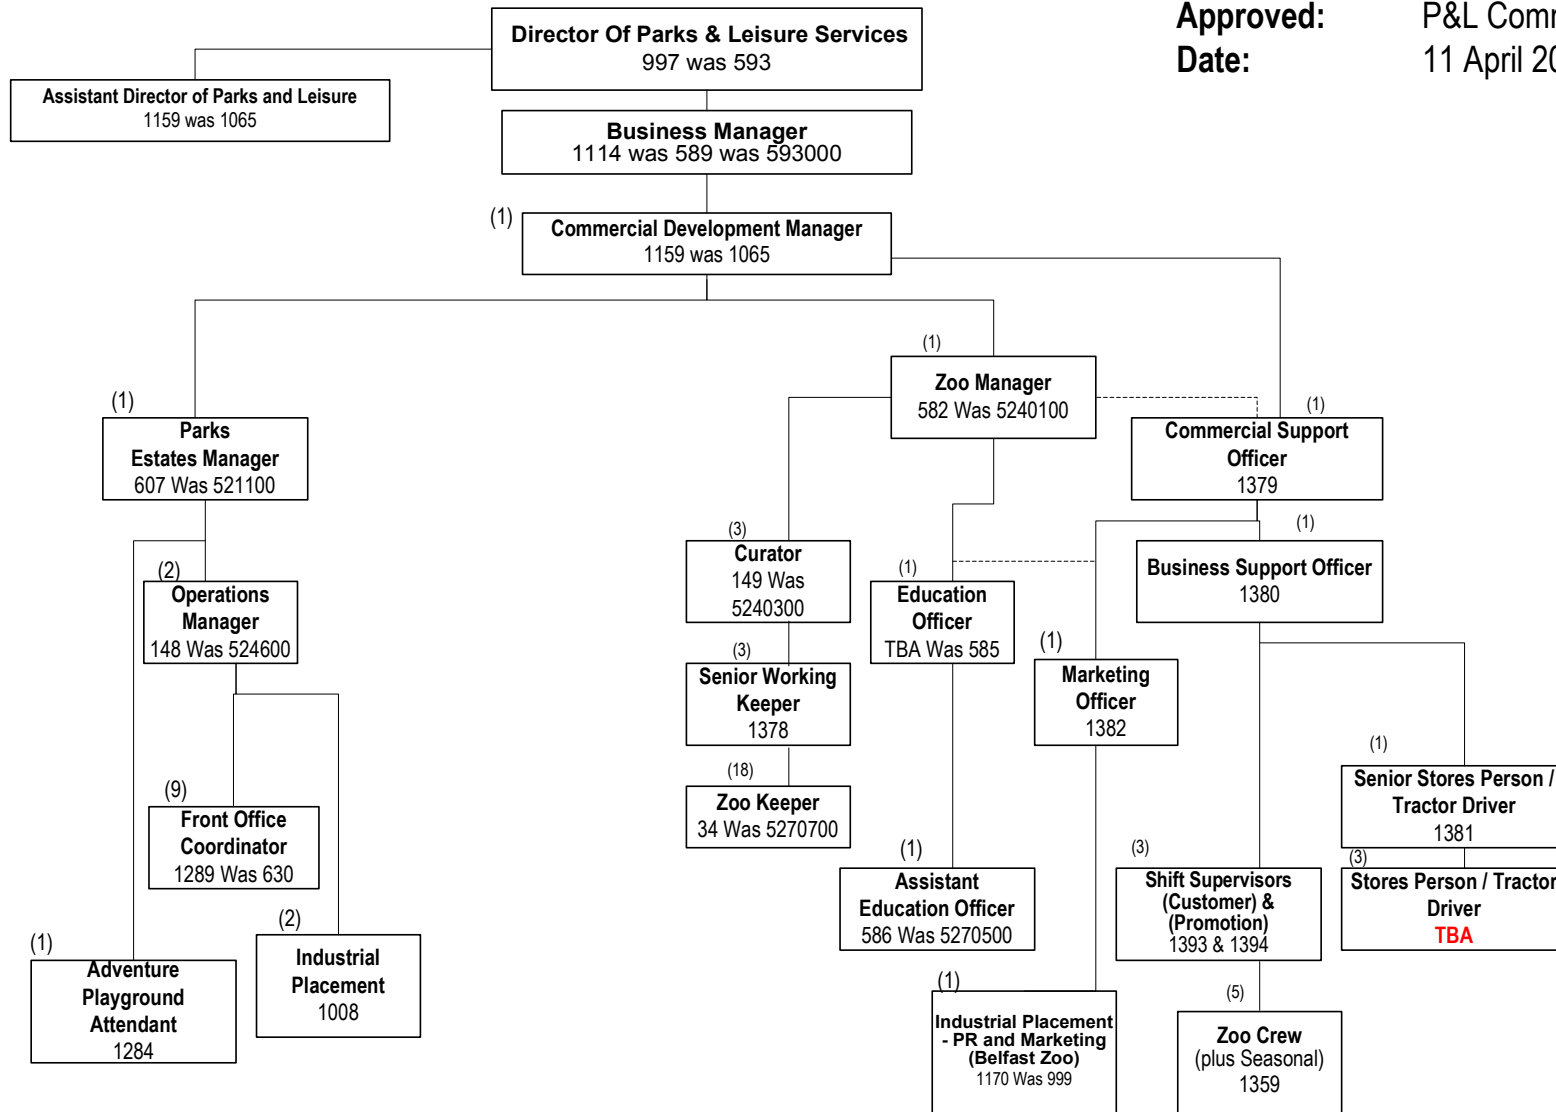 Approved:
Date:
11 April
P&L
Director Of Parks & Leisure Services
997 was 593
Assistant Director of Parks and Leisure
1159 was 1065
Business Manager
1114 was 589 was 593000
(1)
Commercial Development Manager
1159 was 1065
(1)
Zoo Manager
582 Was 5240100
(1)
Parks
Estates Manager
607 Was 521100
(1)
Commercial Support
Officer
1379
(3)
Curator
149 Was
5240300
(1)
Business Support Officer
1380
(2)
Operations
Manager
148 Was 524600
(1)
Education
Officer
TBA Was 585
(3)
Senior Working
Keeper
1378
(1)
Marketing
Officer
1382
(18)
Zoo Keeper
34 Was 5270700
(1)
Senior Stores Person /
Tractor Driver
1381
(9)
Front Office
Coordinator
1289 Was 630
(1)
Assistant
Education Officer
586 Was 5270500
(3)
Shift Supervisors
(Customer) &
(Promotion)
1393 & 1394
(3)
Stores Person / Tractor
Driver
TBA
(2)
Industrial
Placement
1008
(1)
Adventure
Playground
Attendant
1284
(1)
Industrial Placement
- PR and Marketing
(Belfast Zoo)
1170 Was 999
(5)
Zoo Crew
(plus Seasonal)
1359